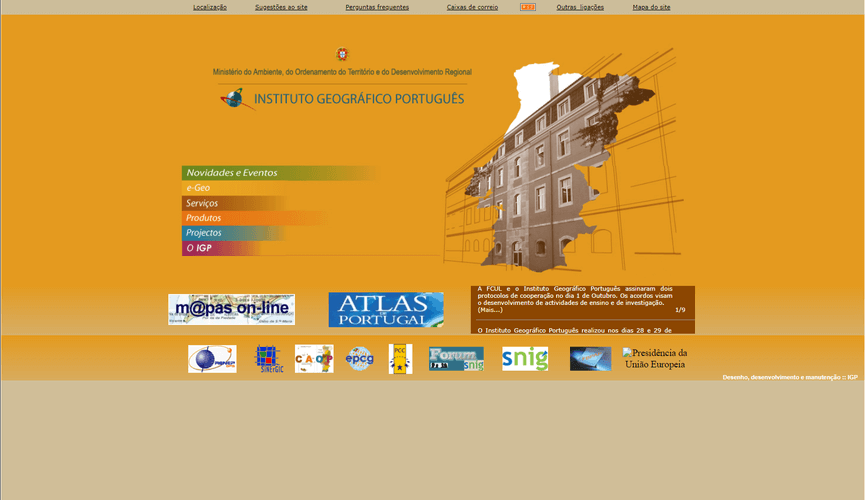 Localização Sugestões ao site Perguntas frequentes Caixas de correio Outras ligações Mapa do site
Ministério do Ambiente, do Ordenamento do Território e do Desenvolvimento Regional
INSTITUTO GEOGRÁFICO PORTUGUÊS
Novidades e Eventos
e-Geo
Serviços
Produtos
Projectos
O IGP
m@pas on-line
ATLAS
DE
PORTUGAL
A FCUL e o Instituto Geográfico Português assinaram dois
protocolos de cooperação no dia 1 de Outubro. Os acordos visam
o desenvolvimento de actividades de ensino e de investigação.
(Mais...) 1/9
O Instituto Geográfico Português realizou nos dias 28 e 29 de
SiNErGIC
epcg
PCC
Forum
snig
snig
Presidência da
União Europeia
Desenho, desenvolvimento e manutenção :: IGP